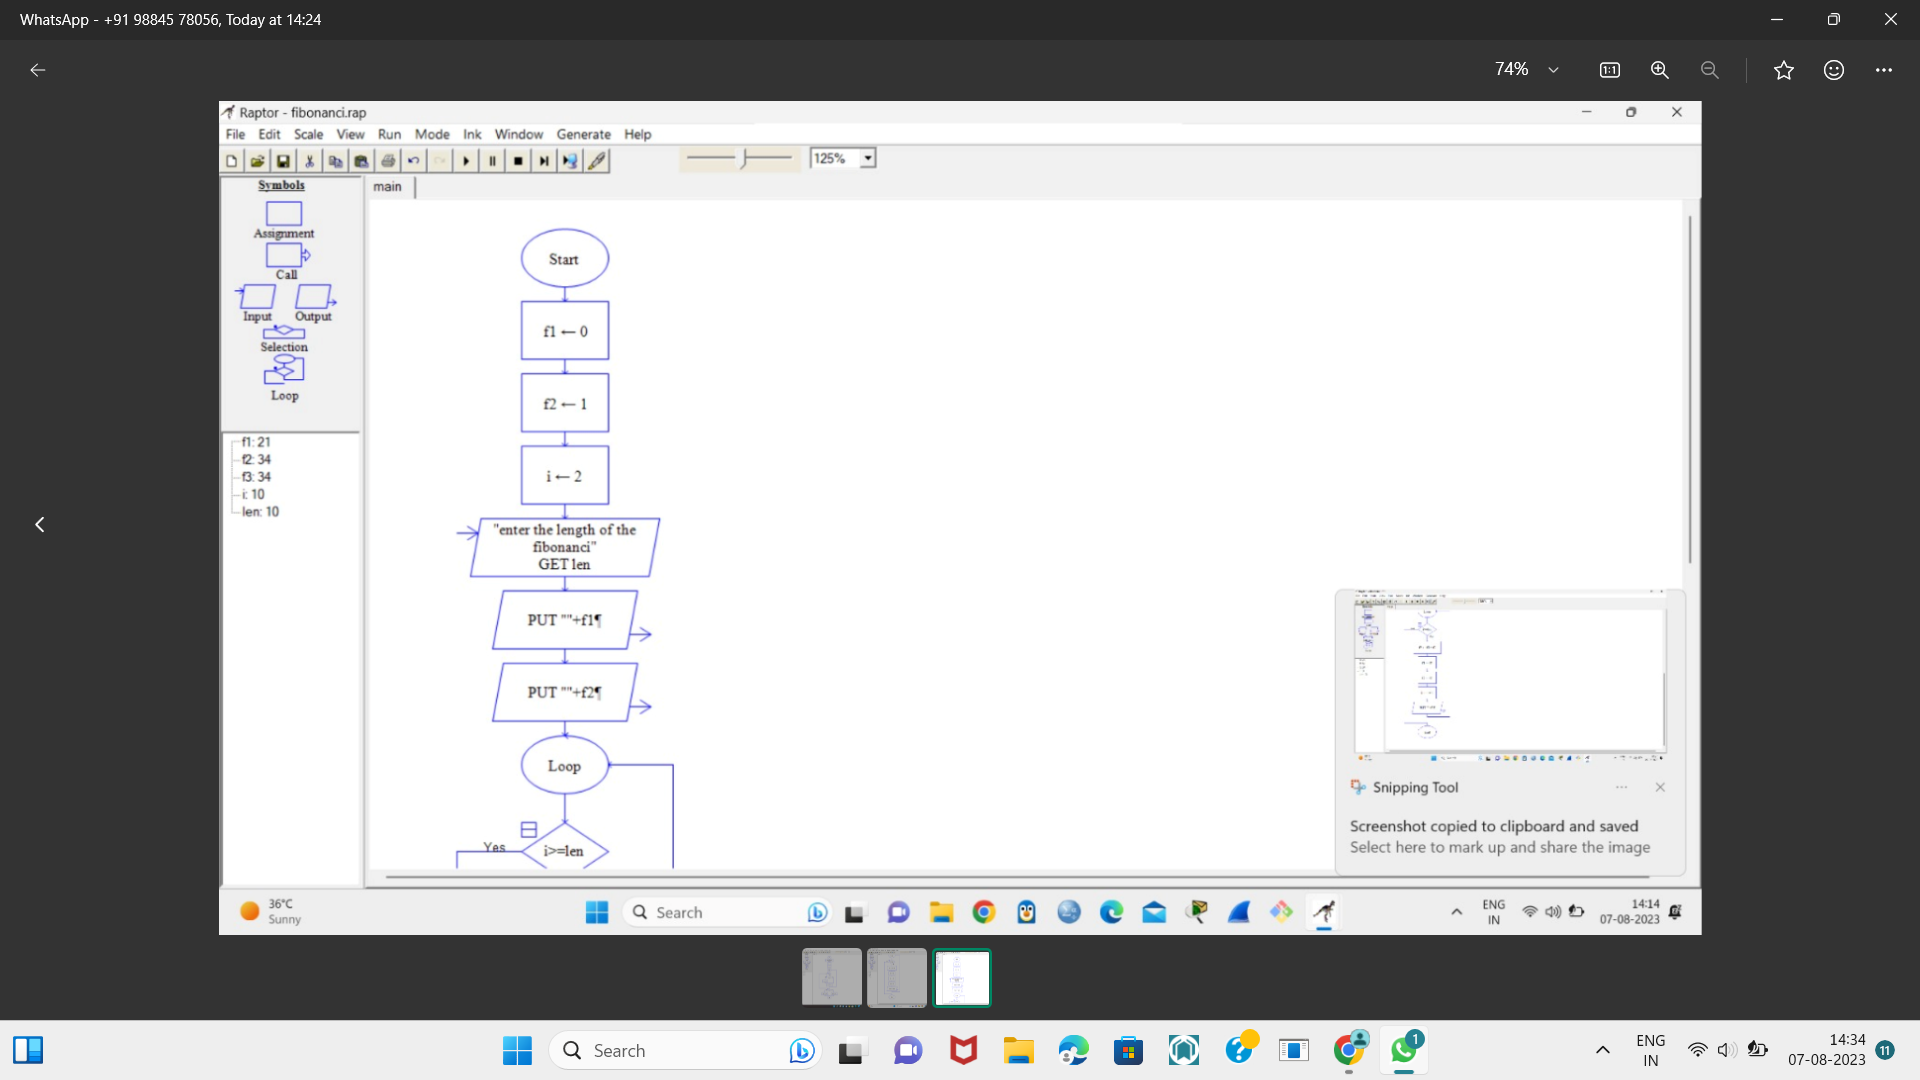 WhatsApp - +91 98845 78056, Today at 14:24
74%
1:1
Raptor - fibonanci.rap
File Edit Scale View Run Mode Ink Window Generate Help
125%
Symbols
main
Assignment
Call
Input Output
Selection
Loop
f1: 21
f2: 34
f3: 34
i: 10
len: 10
Start
f1 ← 0
f2 ← 1
i ← 2
"enter the length of the
fibonanci"
GET len
PUT ""+f1¶
PUT ""+f2¶
Loop
Yes
i>=len
Snipping Tool
Screenshot copied to clipboard and saved
Select here to mark up and share the image
36°C
Sunny
Search
ENG
IN
14:14
07-08-2023
Search
1
ENG
IN
14:34
07-08-2023
11